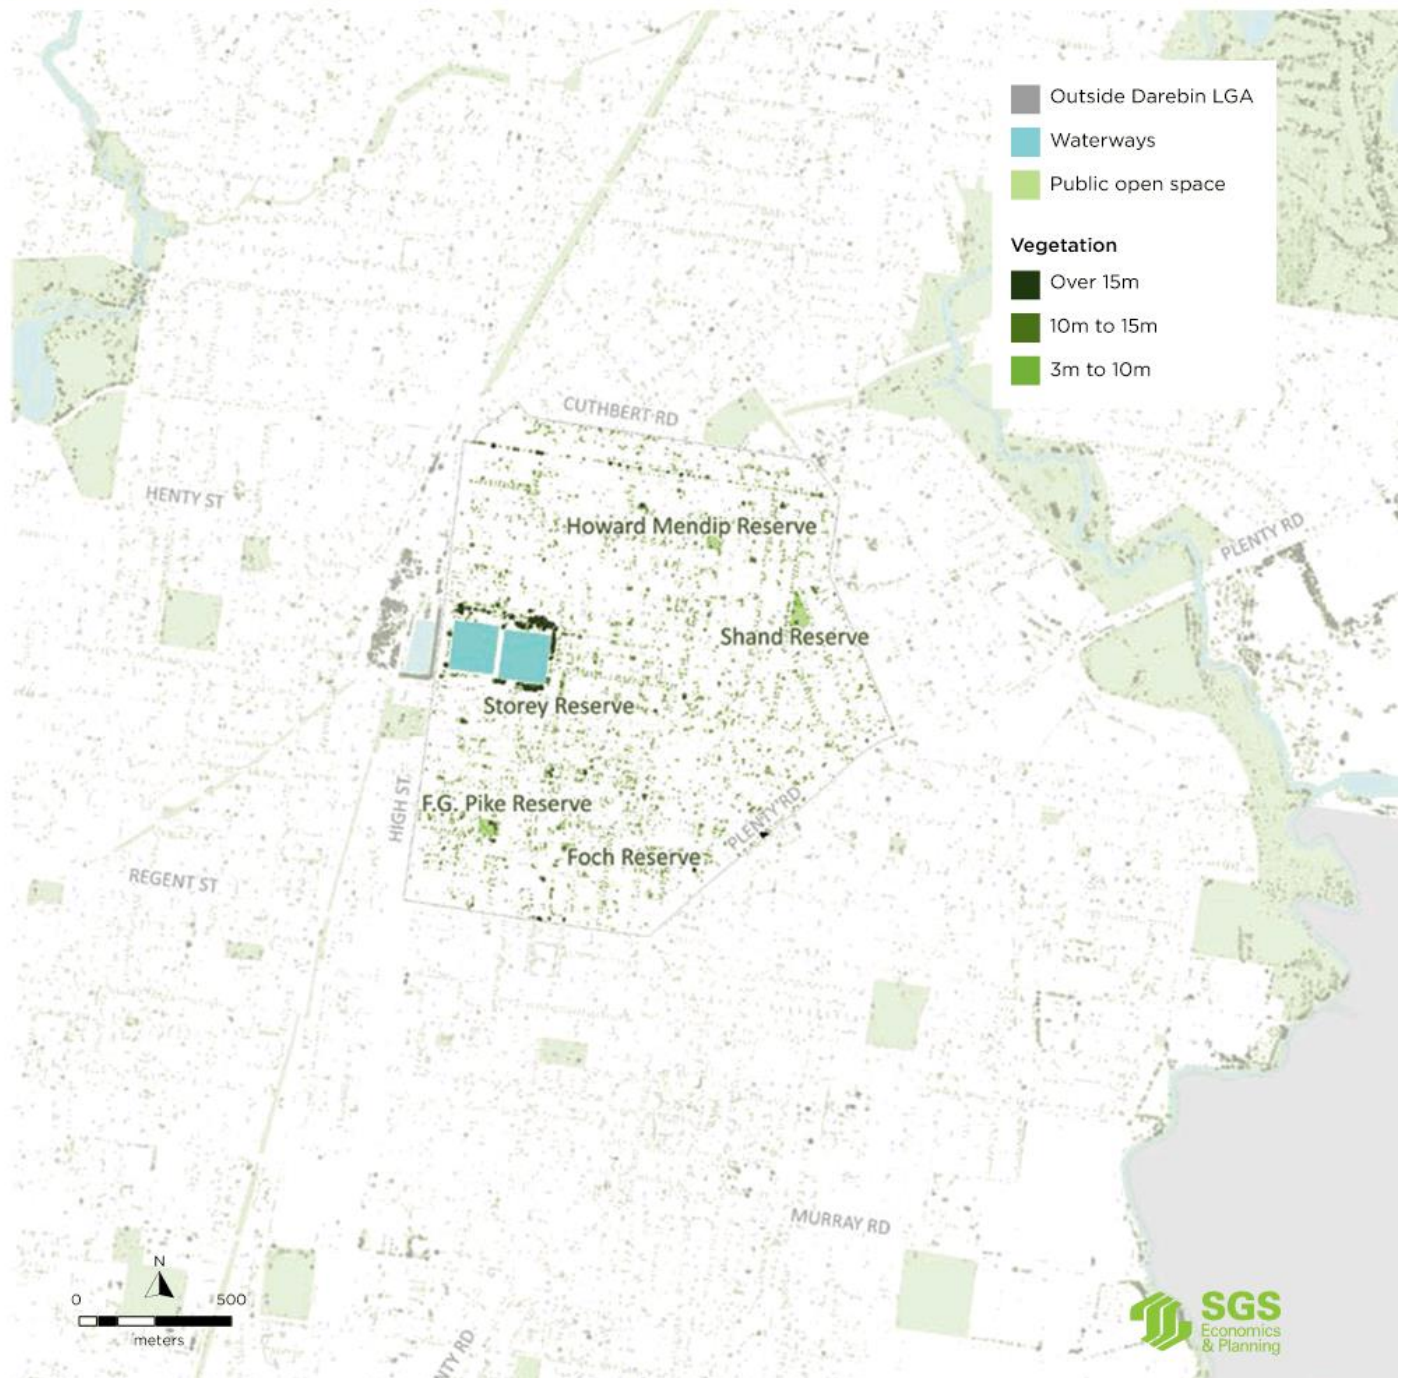 Outside Darebin LGA
Waterways
Public open space
Vegetation
Over 15m
10m to 15m
3m to 10m
CUTHBERT RD
HENTY ST
Howard Mendip Reserve
PLENTY RD
Shand Reserve
Storey Reserve
HIGH ST
F.G. Pike Reserve
PLENTY RD
Foch Reserve
REGENT ST
MURRAY RD
N
0 500
meters
NTY RD
SGS
Economics
& Planning